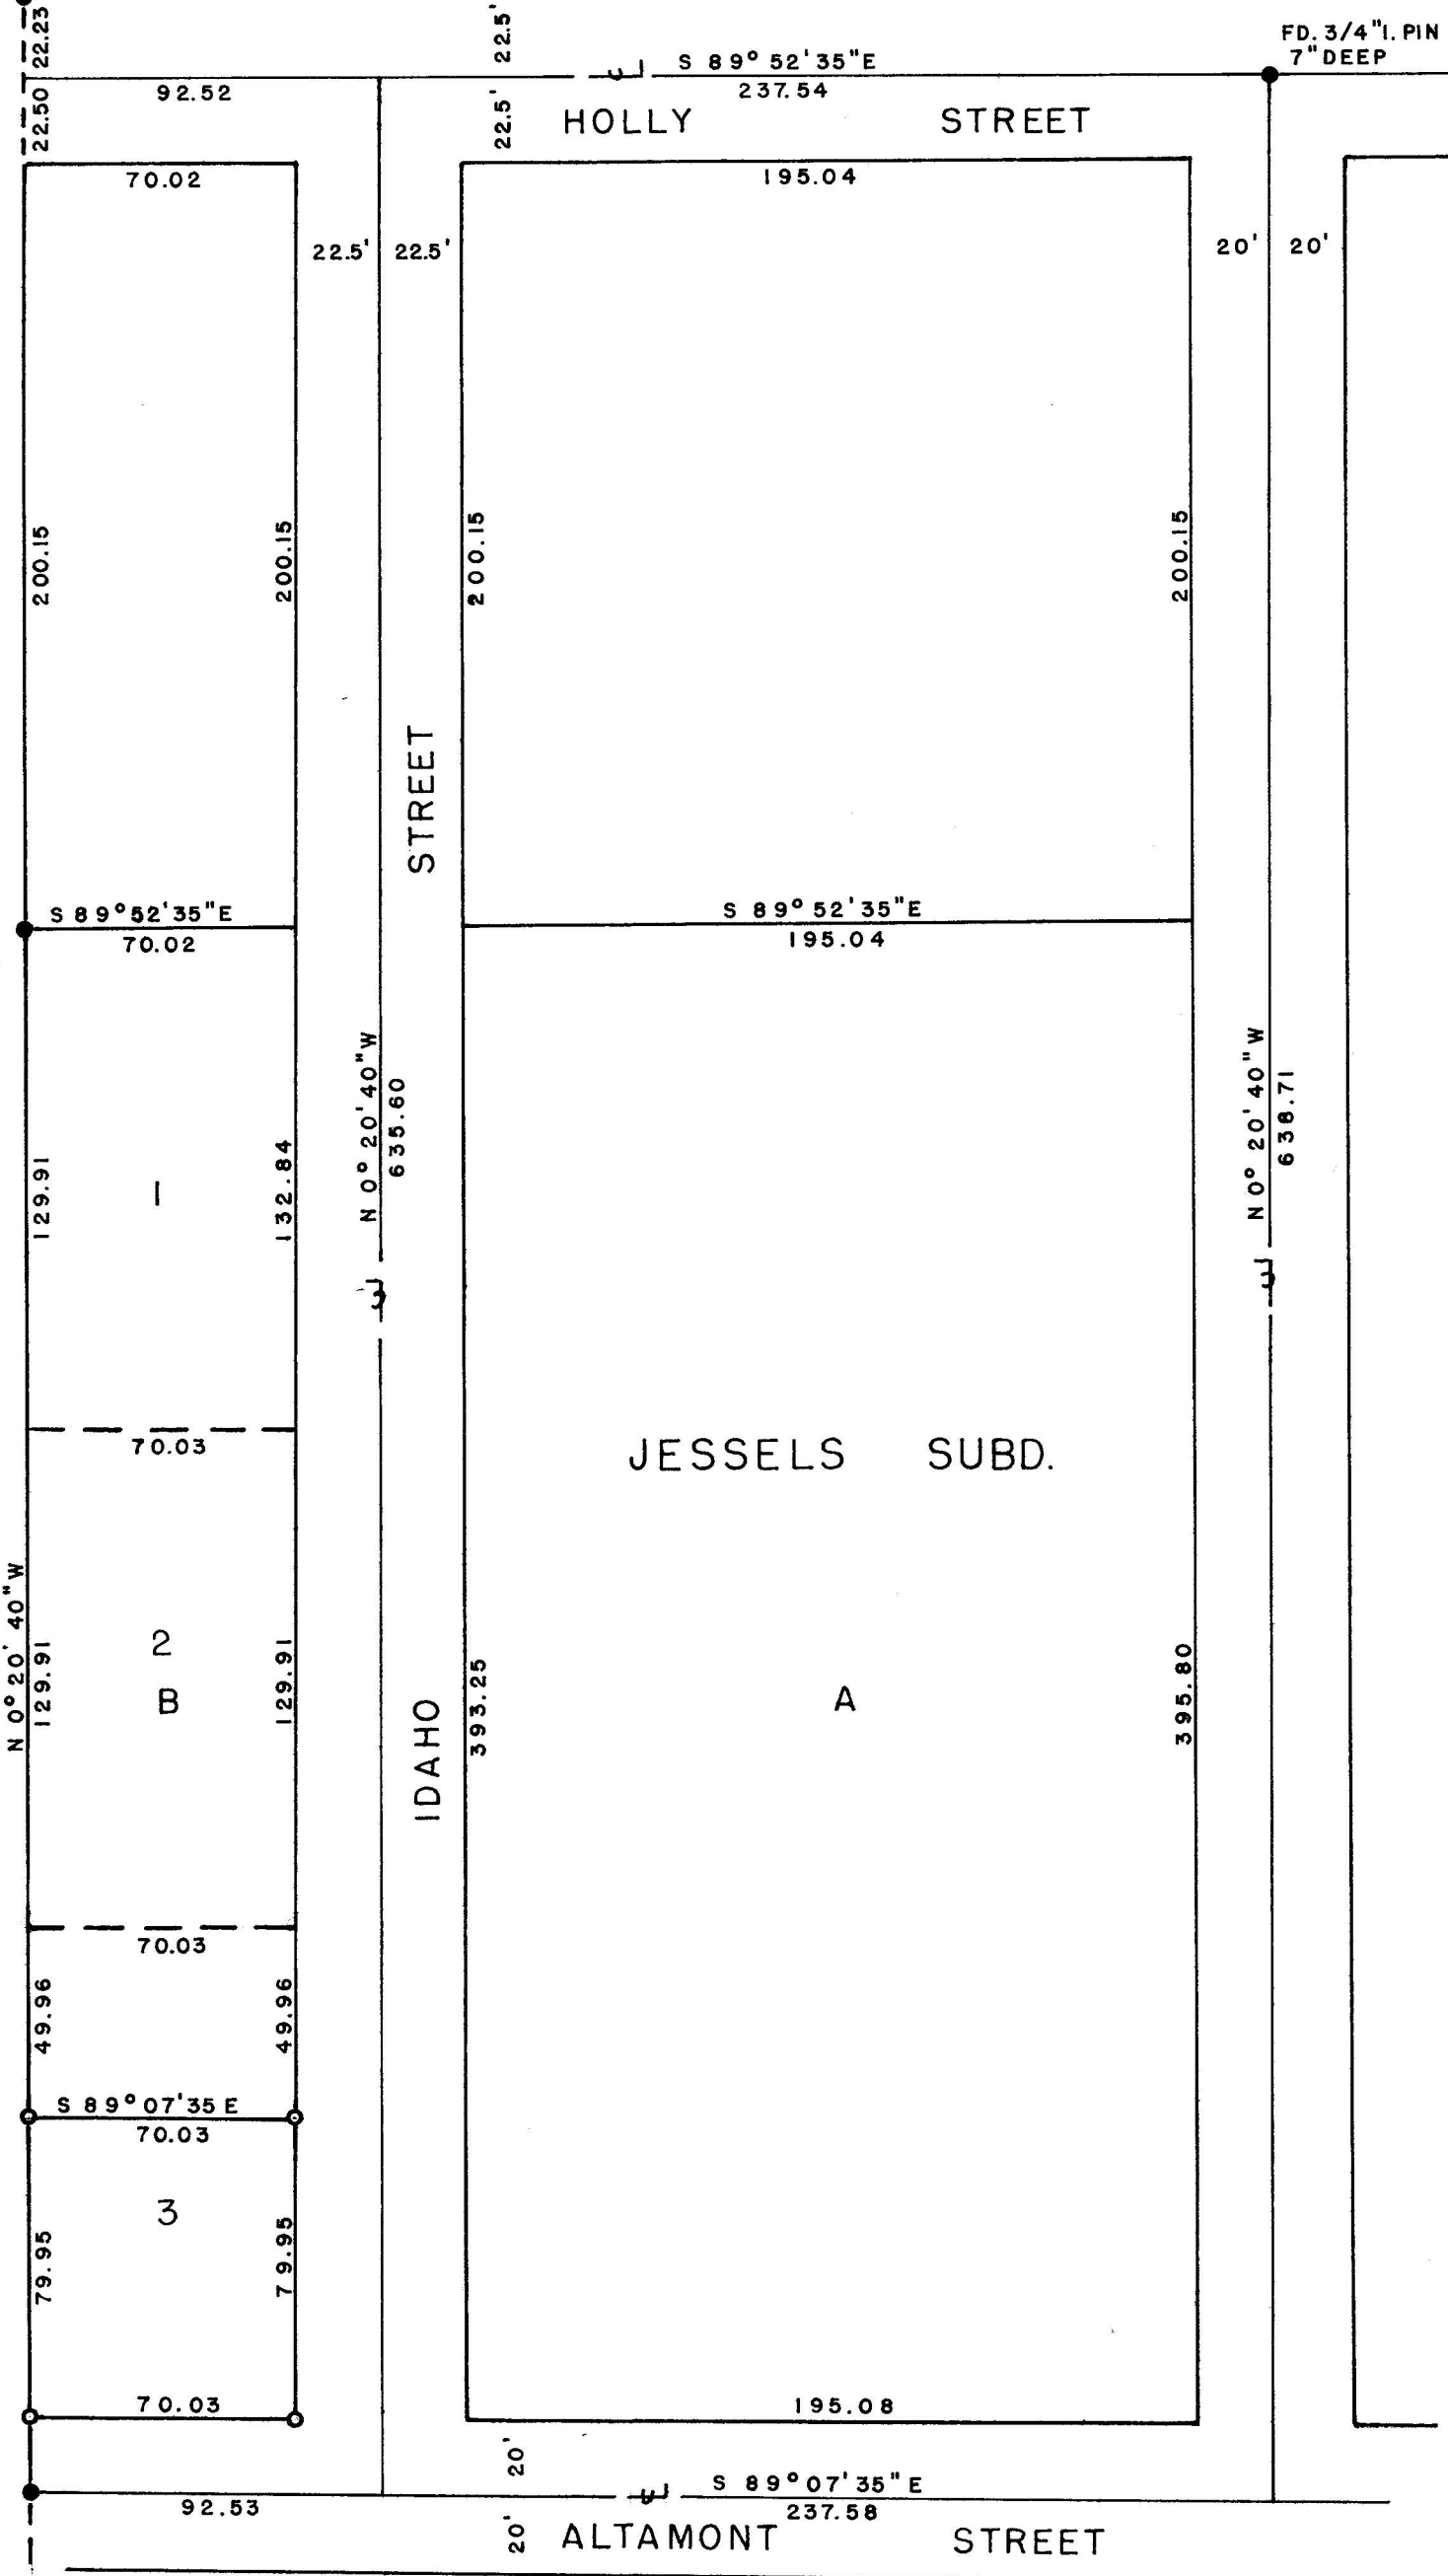 22.23
22.5'
S 89° 52' 35" E
FD. 3/4" I. PIN
7" DEEP
92.52
237.54
22.50
22.5'
HOLLY STREET
70.02
195.04
22.5' 22.5'
20' 20'
200.15
200.15
200.15
200.15
STREET
S 89° 52' 35" E
70.02
S 89° 52' 35" E
195.04
N 0° 20' 40" W
635.60
N 0° 20' 40" W
638.71
129.91
1
132.84
70.03
JESSELS SUBD.
N 0° 20' 40" W
129.91
2
B
129.91
IDAHO
393.25
A
395.80
70.03
49.96
49.96
S 89° 07' 35 E
70.03
3
79.95
79.95
70.03
195.08
20'
S 89° 07' 35" E
92.53
237.58
20'
ALTAMONT STREET